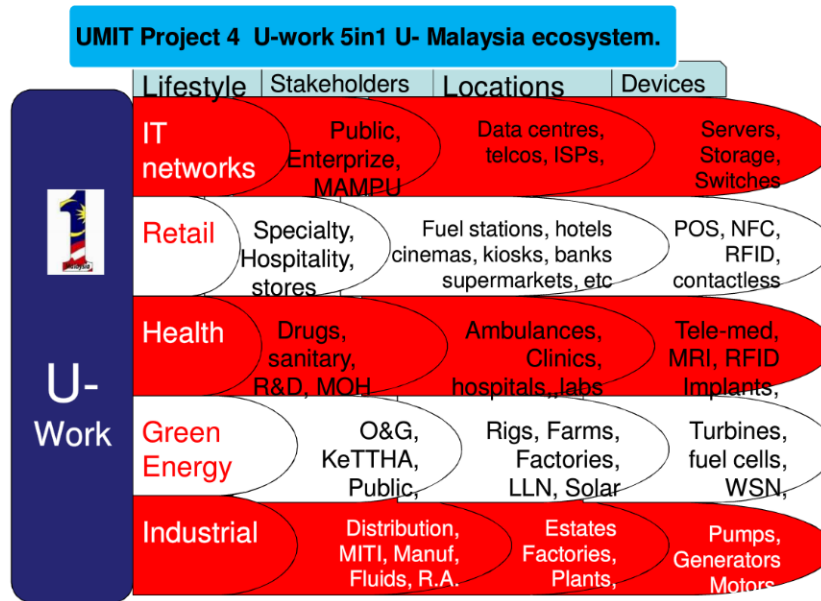 UMIT Project 4 U-work 5in1 U- Malaysia ecosystem.
Lifestyle Stakeholders Locations Devices
1
Malaysia
U-
Work
IT
networks
Public,
Enterprize,
MAMPU
Data centres,
telcos, ISPs,
Servers,
Storage,
Switches
Retail
Specialty,
Hospitality,
stores
Fuel stations, hotels
cinemas, kiosks, banks
supermarkets, etc
POS, NFC,
RFID,
contactless
Health
Drugs,
sanitary,
R&D, MOH
Ambulances,
Clinics,
hospitals,,labs
Tele-med,
MRI, RFID
Implants,
Green
Energy
O&G,
KeTTHA,
Public,
Rigs, Farms,
Factories,
LLN, Solar
Turbines,
fuel cells,
WSN,
Industrial
Distribution,
MITI, Manuf,
Fluids, R.A.
Estates
Factories,
Plants,
Pumps,
Generators
Motors